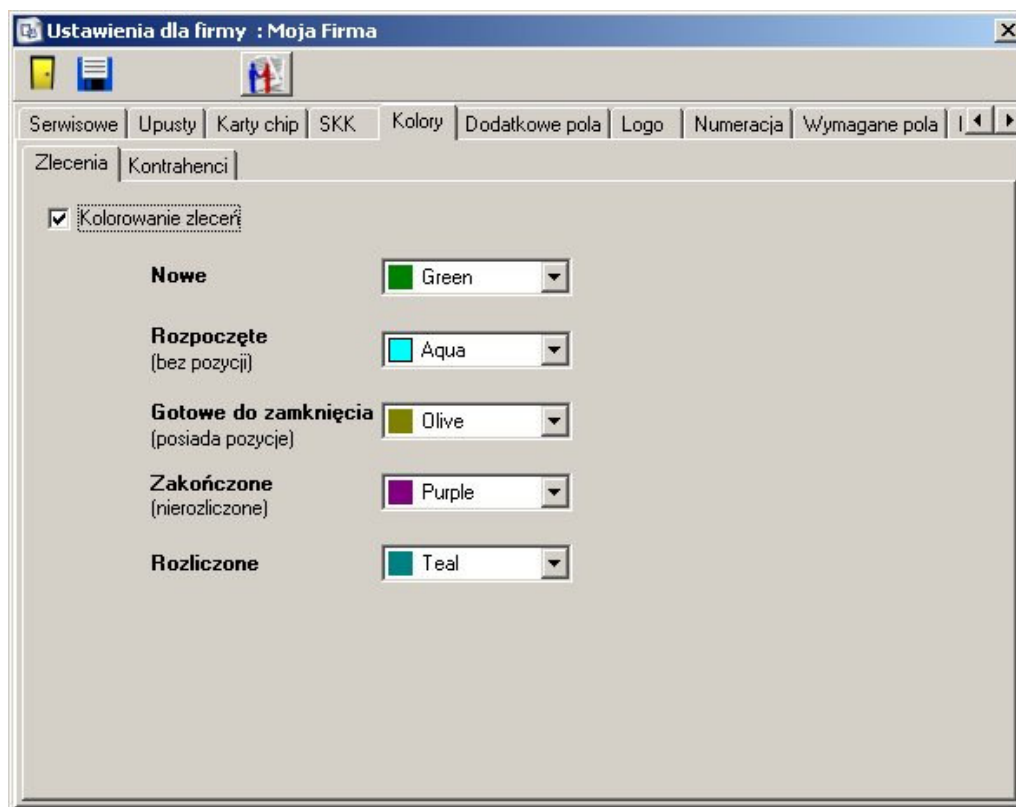 Ustawienia dla firmy : Moja Firma
Serwisowe Upusty Karty chip SKK Kolory Dodatkowe pola Logo Numeracja Wymagane pola
Zlecenia Kontrahenci
Kolorowanie zleceń
Nowe Green
Rozpoczęte
(bez pozycji) Aqua
Gotowe do zamknięcia
(posiada pozycje) Olive
Zakończone
(nierozliczone) Purple
Rozliczone Teal